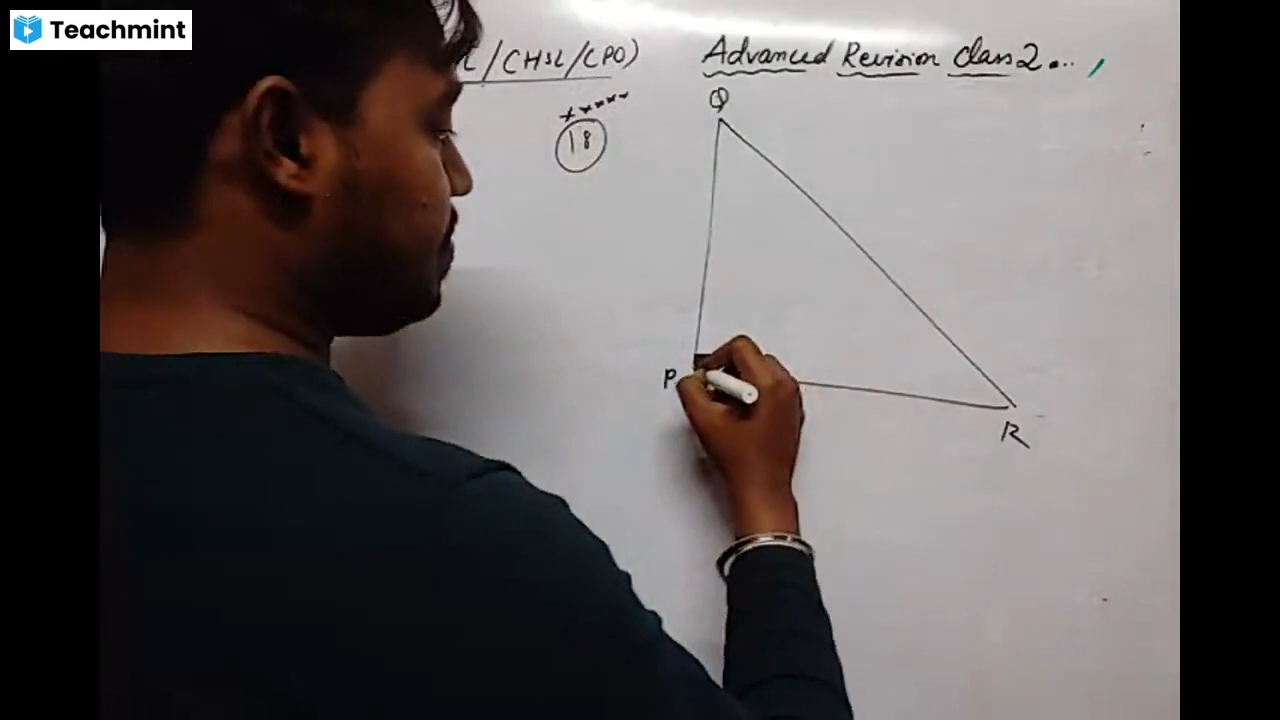 Teachmint
/CHSL/CPO)
Advanced Revision Class 2...
18
Q
P
R